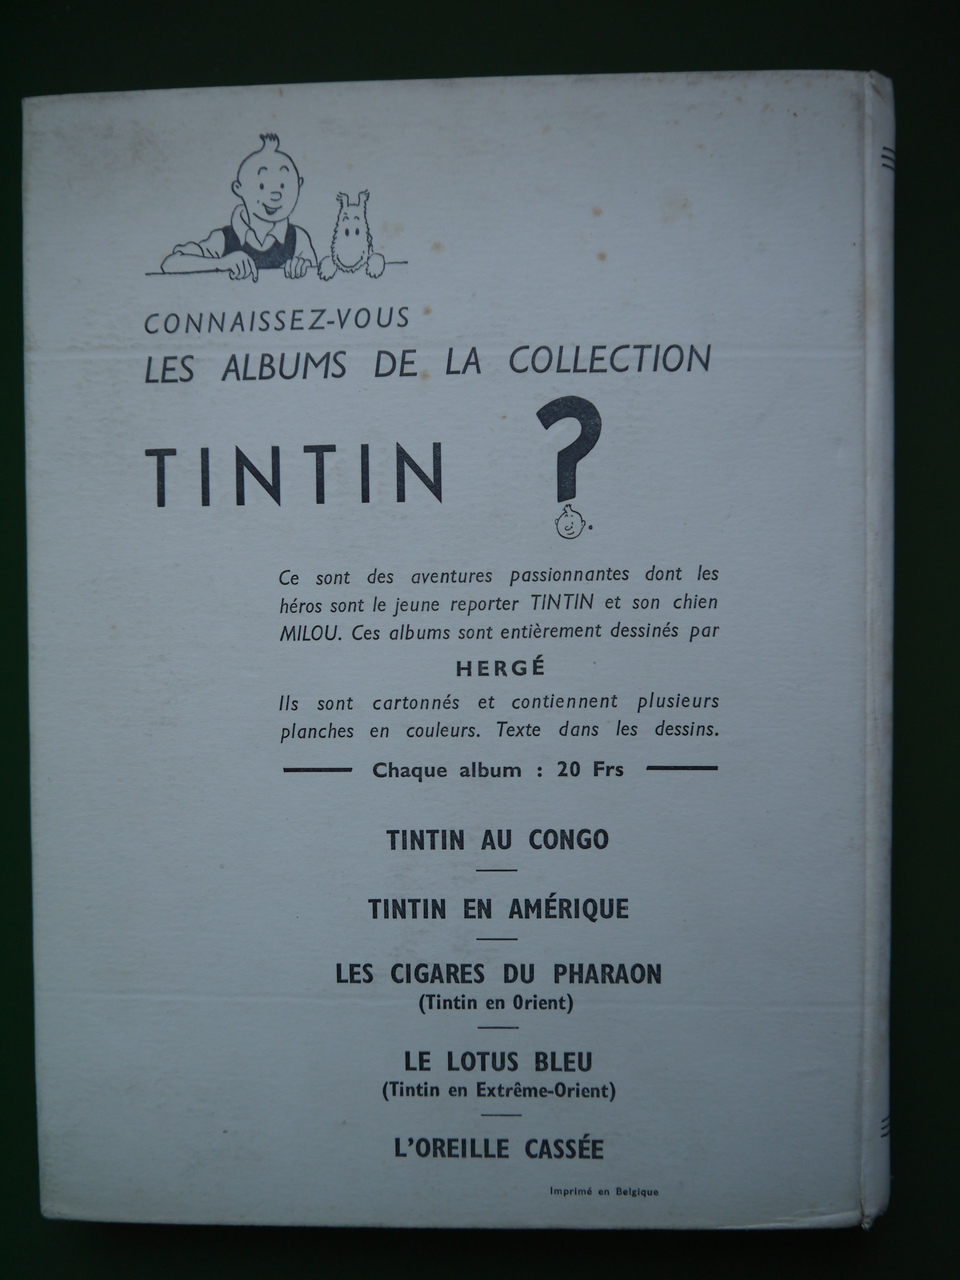 CONNAISSEZ-VOUS
LES ALBUMS DE LA COLLECTION
TINTIN ?
Ce sont des aventures passionnantes dont les
héros sont le jeune reporter TINTIN et son chien
MILOU. Ces albums sont entièrement dessinés par
HERGÉ
Ils sont cartonnés et contiennent plusieurs
planches en couleurs. Texte dans les dessins.
Chaque album : 20 Frs
TINTIN AU CONGO
TINTIN EN AMÉRIQUE
LES CIGARES DU PHARAON
(Tintin en Orient)
LE LOTUS BLEU
(Tintin en Extrême-Orient)
L'OREILLE CASSÉE
Imprimé en Belgique